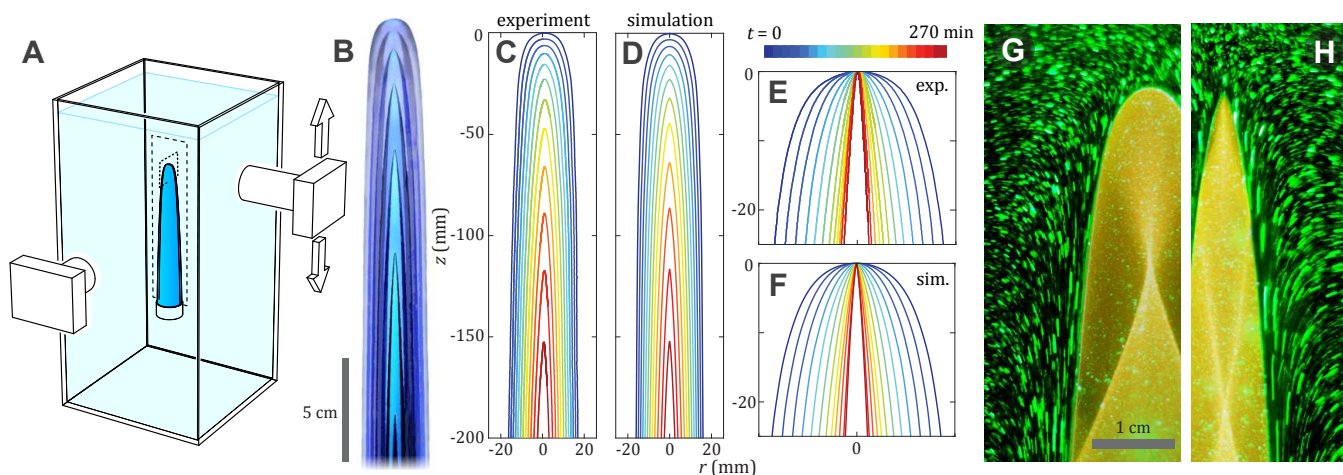 A
B
5 cm
experiment
C
0
-50
-100
-150
-200
z (mm)
-20 0 20
simulation
D
-20 0 20
r (mm)
t = 0 270 min
E
exp.
0
-20
F
sim.
0
-20
0
G
1 cm
H